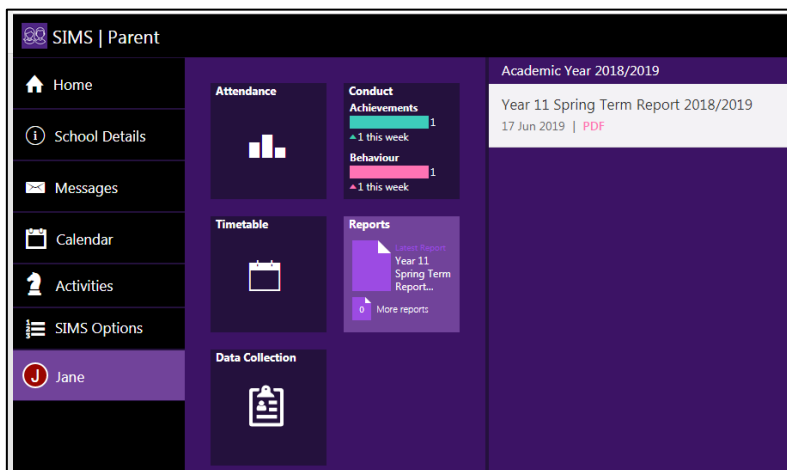 SIMS | Parent
Home
School Details
Messages
Calendar
Activities
SIMS Options
J Jane
Attendance
Conduct
Achievements
1
1 this week
Behaviour
1
1 this week
Timetable
Reports
Latest Report
Year 11
Spring Term
Report...
0 More reports
Data Collection
Academic Year 2018/2019
Year 11 Spring Term Report 2018/2019
17 Jun 2019 | PDF